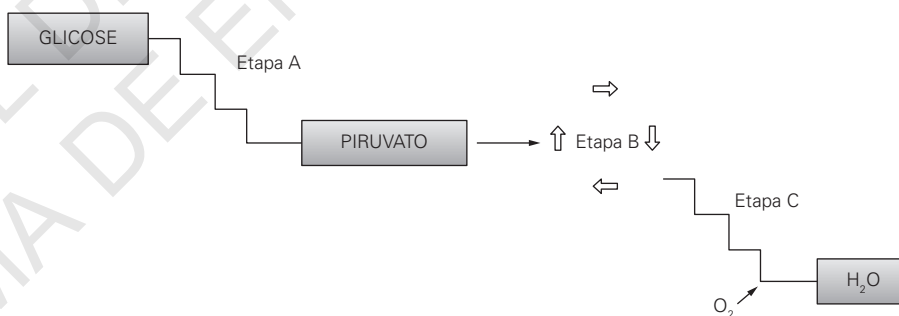 GLICOSE
Etapa A
PIRUVATO
Etapa B
Etapa C
H₂O
O₂